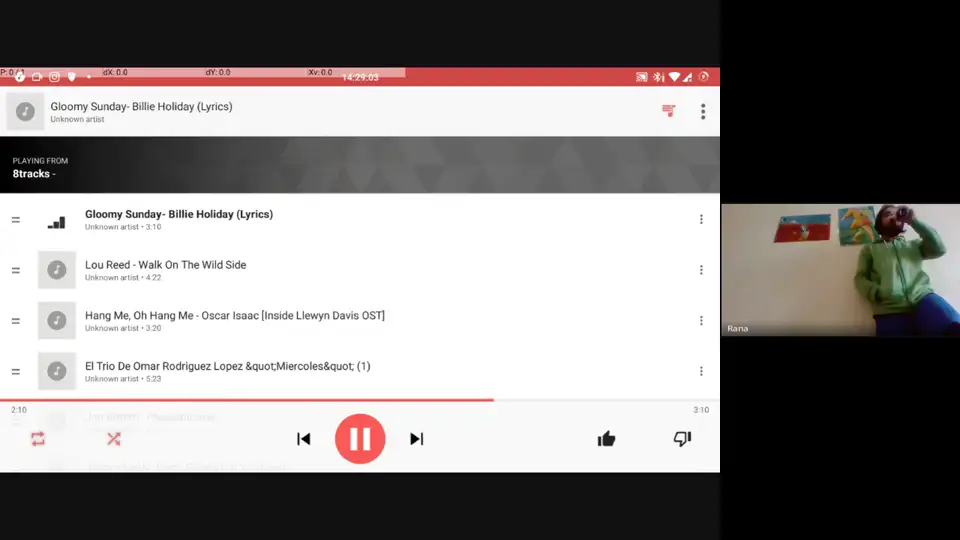 P: 0 / 1
dX: 0.0
dY: 0.0
Xv: 0.0
14:29:03
Gloomy Sunday- Billie Holiday (Lyrics)
Unknown artist
PLAYING FROM
8tracks -
Gloomy Sunday- Billie Holiday (Lyrics)
Unknown artist • 3:10
Lou Reed - Walk On The Wild Side
Unknown artist • 4:22
Hang Me, Oh Hang Me - Oscar Isaac [Inside Llewyn Davis OST]
Unknown artist • 3:20
El Trio De Omar Rodriguez Lopez &quot;Miercoles&quot; (1)
Unknown artist • 5:23
2:10
3:10
Rana